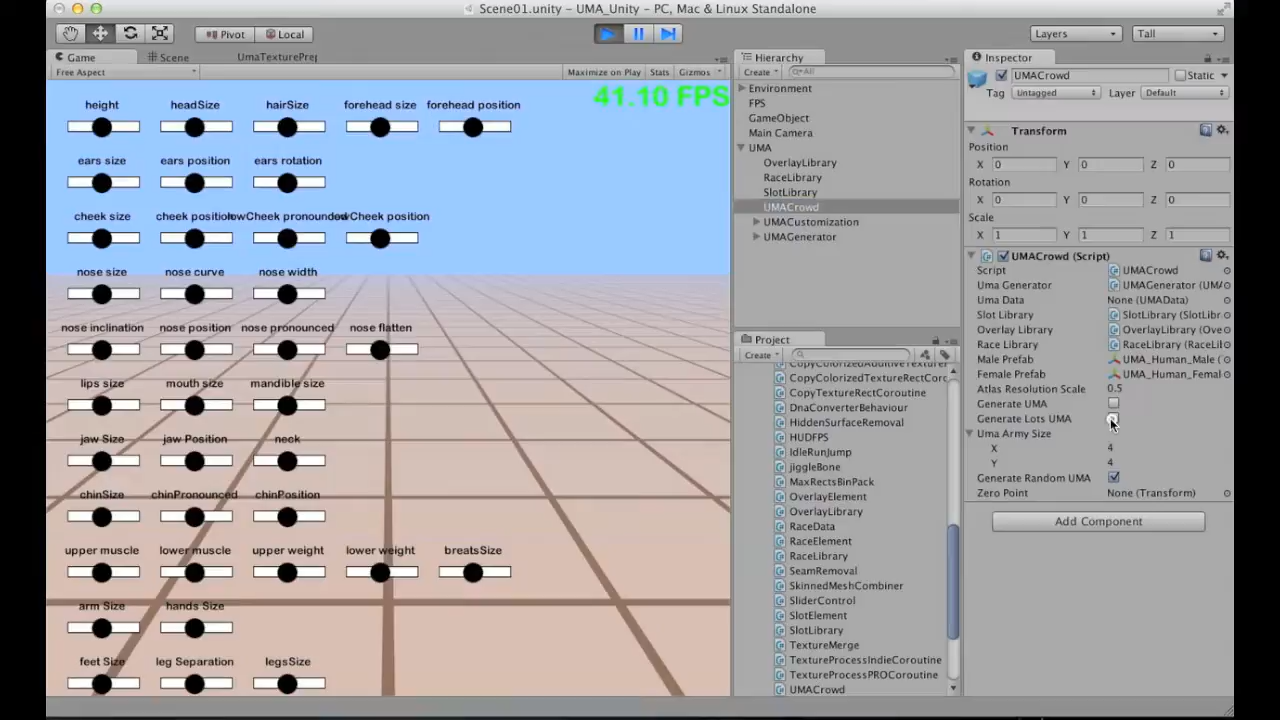 Scene01.unity – UMA_Unity – PC, Mac & Linux Standalone
Pivot Local Layers Tall
Game Scene UmaTexturePrep
Free Aspect Maximize on Play Stats Gizmos
41.10 FPS
height headSize hairSize forehead size forehead position
ears size ears position ears rotation
cheek size cheek position lowCheek pronounced lowCheek position
nose size nose curve nose width
nose inclination nose position nose pronounced nose flatten
lips size mouth size mandible size
jaw Size jaw Position neck
chinSize chinPronounced chinPosition
upper muscle lower muscle upper weight lower weight breatsSize
arm Size hands Size
feet Size leg Separation legsSize
Hierarchy
Create All
Environment
FPS
GameObject
Main Camera
UMA
OverlayLibrary
RaceLibrary
SlotLibrary
UMACrowd
UMACustomization
UMAGenerator
Project
Create
CopyColorizedTextureRectCoro
CopyTextureRectCoroutine
DnaConverterBehaviour
HiddenSurfaceRemoval
HUDFPS
IdleRunJump
jiggleBone
MaxRectsBinPack
OverlayElement
OverlayLibrary
RaceData
RaceElement
RaceLibrary
SeamRemoval
SkinnedMeshCombiner
SliderControl
SlotElement
SlotLibrary
TextureMerge
TextureProcessIndieCoroutine
TextureProcessPROCoroutine
UMACrowd
Inspector
UMACrowd Static
Tag Untagged Layer Default
Transform
Position
X 0 Y 0 Z 0
Rotation
X 0 Y 0 Z 0
Scale
X 1 Y 1 Z 1
UMACrowd (Script)
Script UMACrowd
Uma Generator UMAGenerator (UMA
Uma Data None (UMAData)
Slot Library SlotLibrary (SlotLibr
Overlay Library OverlayLibrary (Ove
Race Library RaceLibrary (RaceLib
Male Prefab UMA_Human_Male (
Female Prefab UMA_Human_Femal
Atlas Resolution Scale 0.5
Generate UMA
Generate Lots UMA
Uma Army Size
X 4
Y 4
Generate Random UMA
Zero Point None (Transform)
Add Component